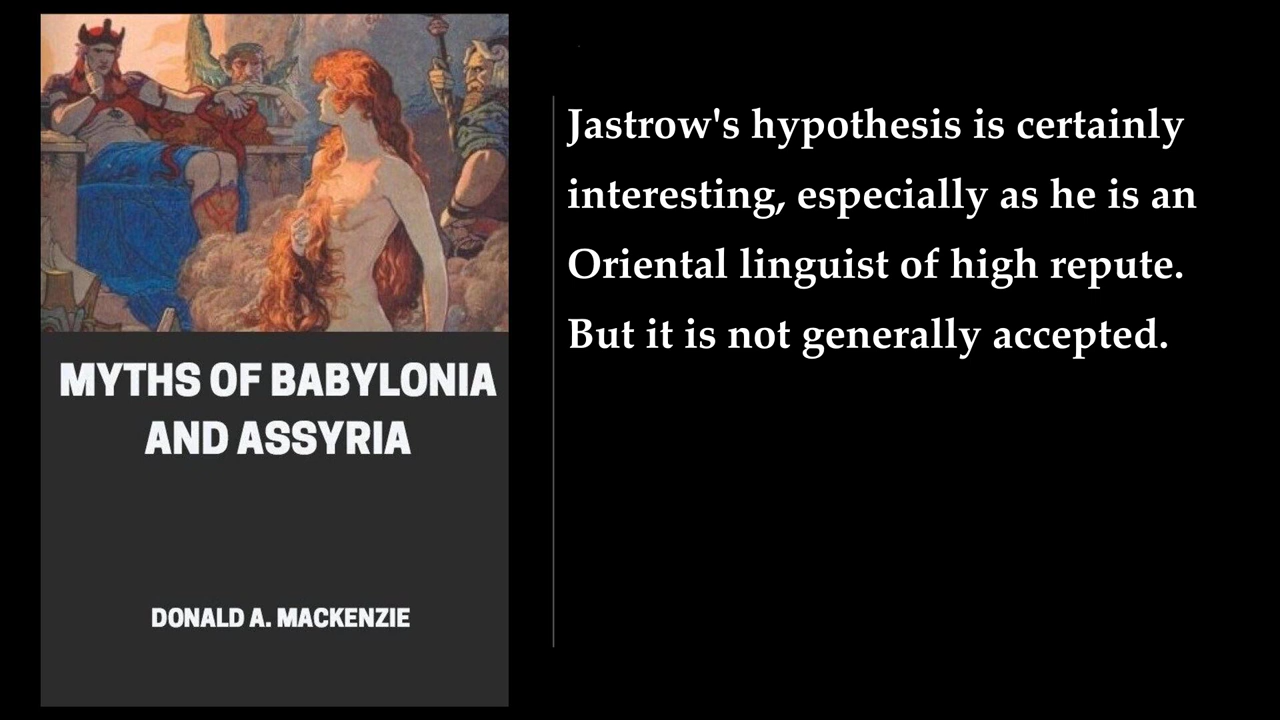 MYTHS OF BABYLONIA
AND ASSYRIA
DONALD A. MACKENZIE
Jastrow's hypothesis is certainly
interesting, especially as he is an
Oriental linguist of high repute.
But it is not generally accepted.